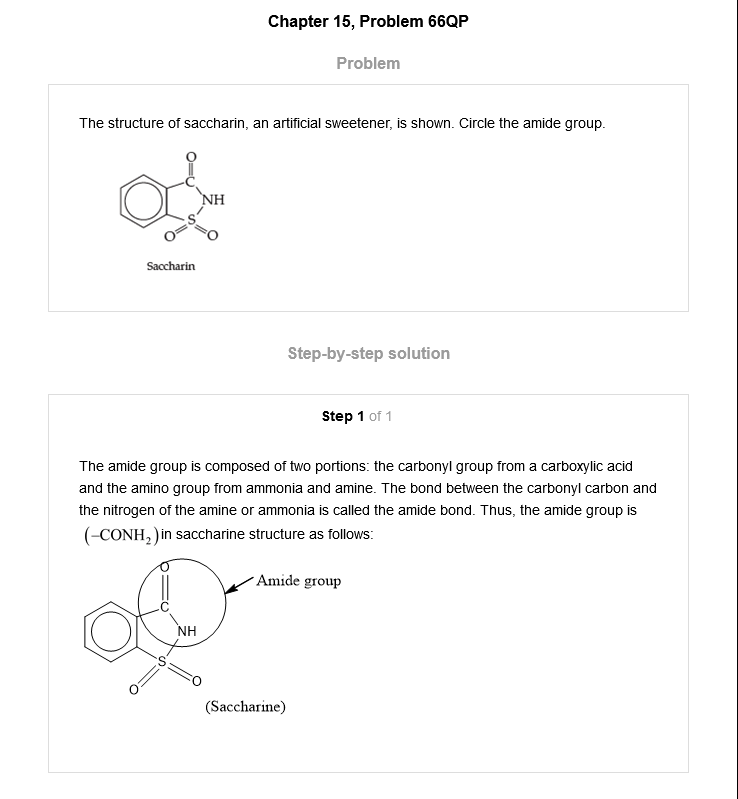 Chapter 15, Problem 66QP
Problem
The structure of saccharin, an artificial sweetener, is shown. Circle the amide group.
O
C
NH
S
O O
Saccharin
Step-by-step solution
Step 1 of 1
The amide group is composed of two portions: the carbonyl group from a carboxylic acid
and the amino group from ammonia and amine. The bond between the carbonyl carbon and
the nitrogen of the amine or ammonia is called the amide bond. Thus, the amide group is
(–CONH₂) in saccharine structure as follows:
O
Amide group
C
NH
S
O
O
(Saccharine)